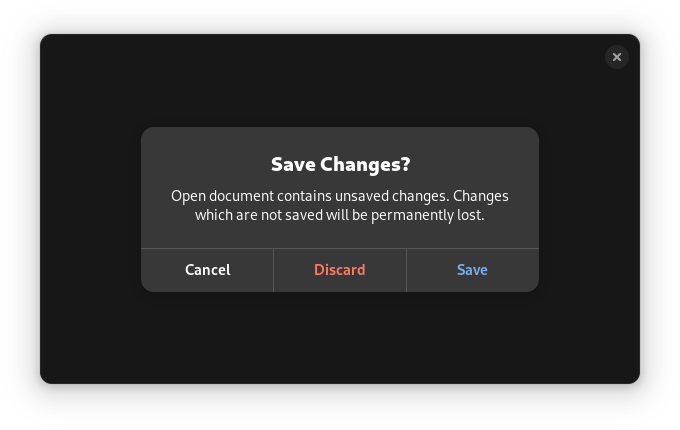 Save Changes?
Open document contains unsaved changes. Changes
which are not saved will be permanently lost.
Cancel Discard Save